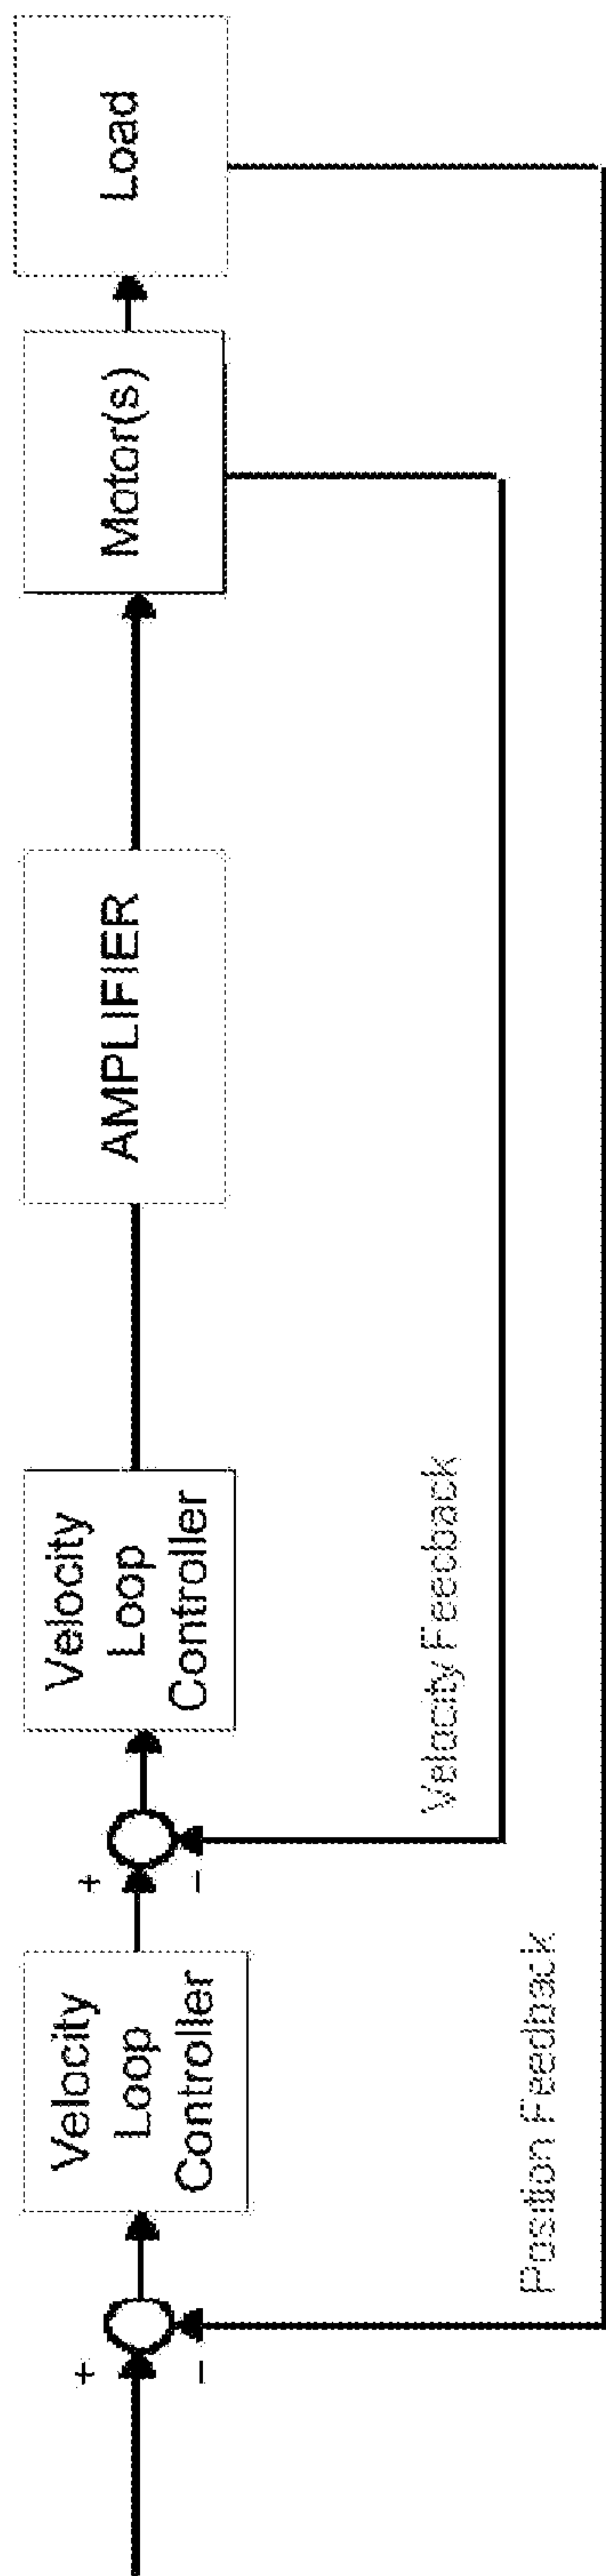 +
−
Velocity
Loop
Controller
+
−
Velocity
Loop
Controller
AMPLIFIER
Motor(s)
Load
Velocity Feedback
Position Feedback